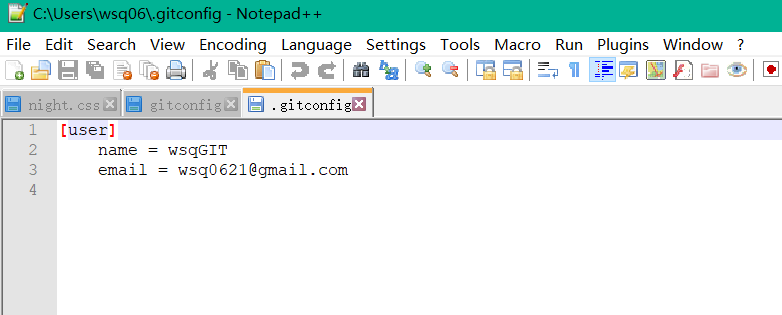 C:\Users\wsq06\.gitconfig - Notepad++
File Edit Search View Encoding Language Settings Tools Macro Run Plugins Window ?
night.css gitconfig .gitconfig
1 [user]
2 name = wsqGIT
3 email = wsq0621@gmail.com
4